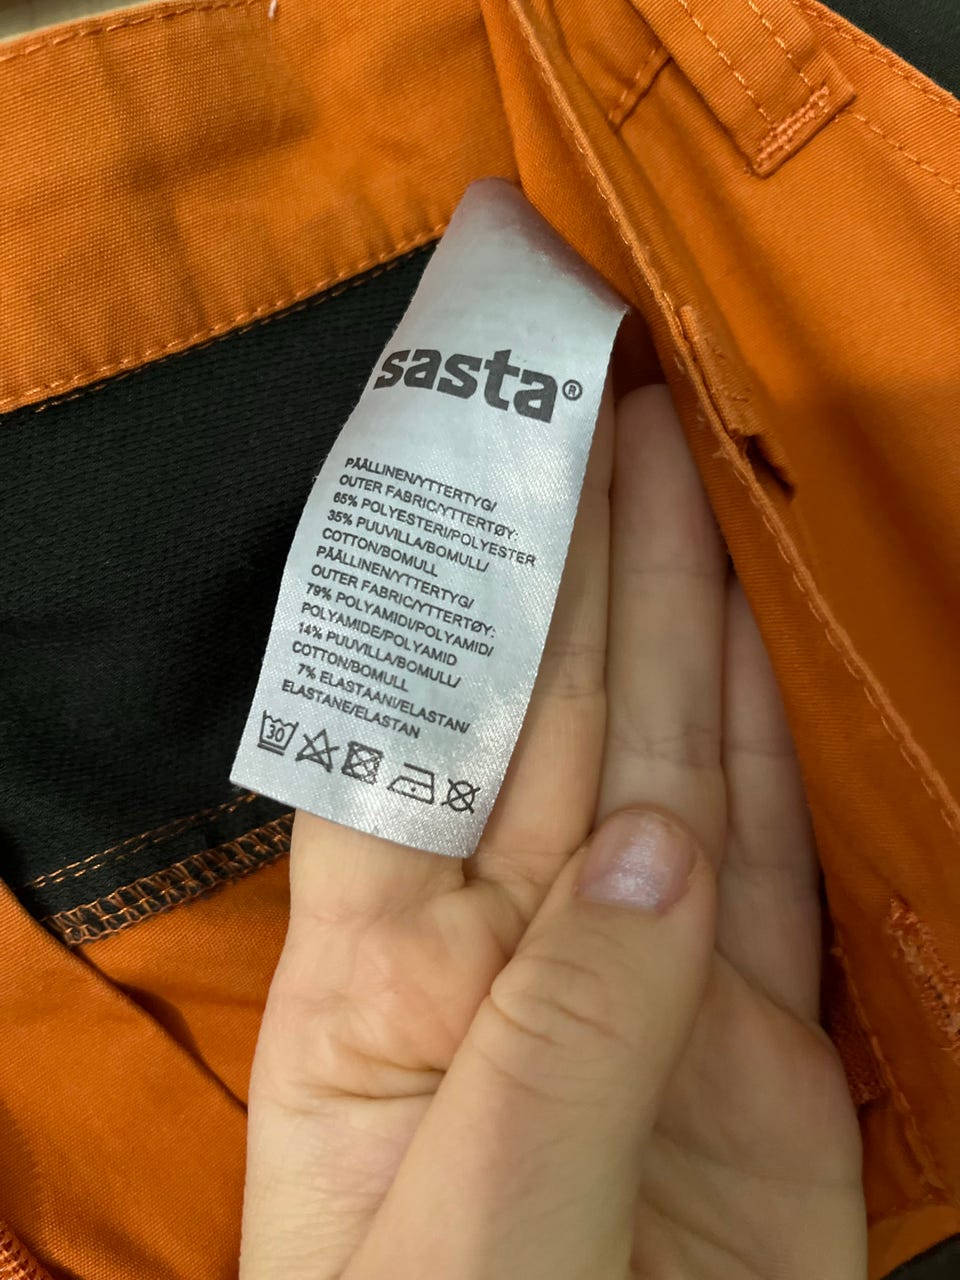 sasta®
PÄÄLLINEN/YTTERTYG/
OUTER FABRIC/YTTERTØY:
65% POLYESTERI/POLYESTER
35% PUUVILLA/BOMULL/
COTTON/BOMULL
PÄÄLLINEN/YTTERTYG/
OUTER FABRIC/YTTERTØY:
79% POLYAMIDI/POLYAMID/
POLYAMIDE/POLYAMID
14% PUUVILLA/BOMULL/
COTTON/BOMULL
7% ELASTAANI/ELASTAN/
ELASTANE/ELASTAN
30